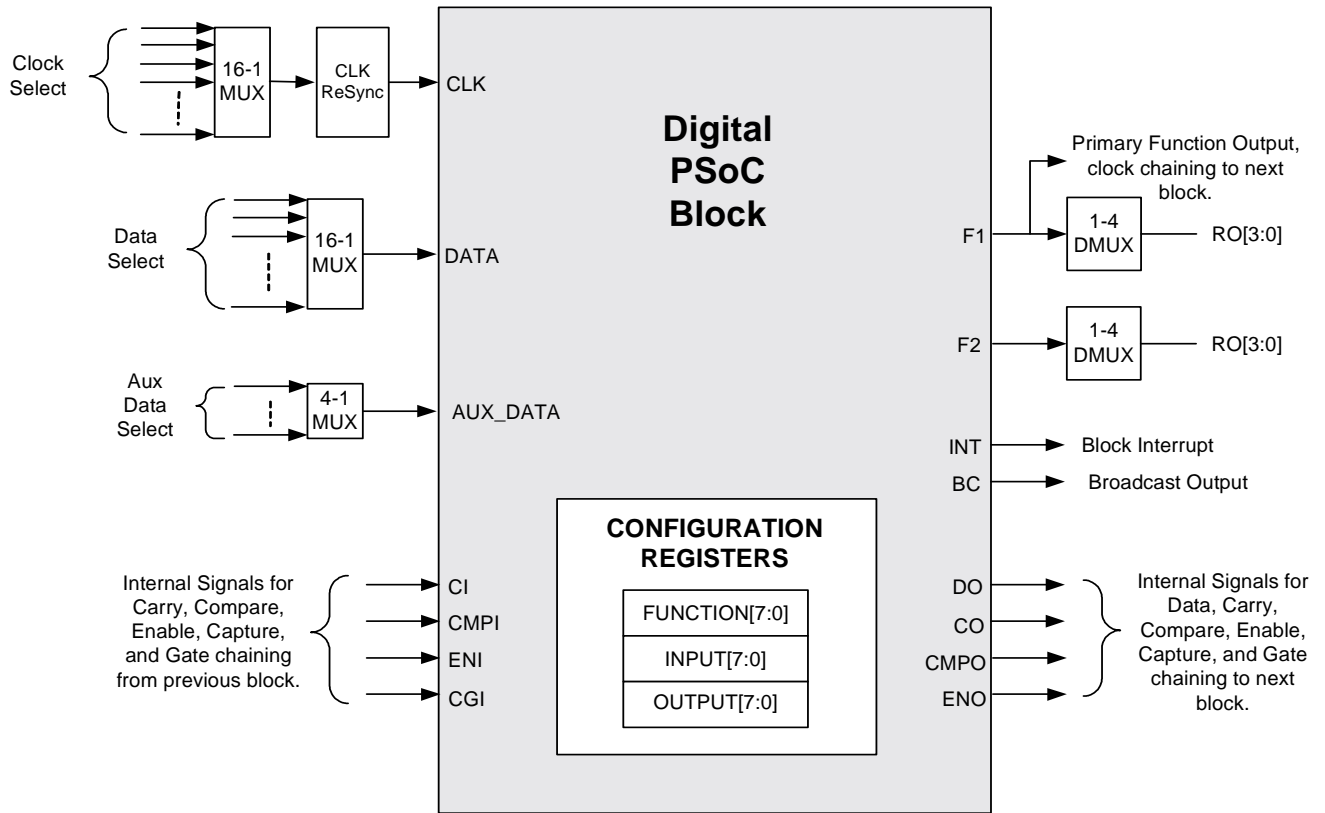 Clock
Select
16-1
MUX
CLK
ReSync
CLK
Digital
PSoC
Block
Primary Function Output,
clock chaining to next
block.
F1
1-4
DMUX
RO[3:0]
Data
Select
16-1
MUX
DATA
F2
1-4
DMUX
RO[3:0]
Aux
Data
Select
4-1
MUX
AUX_DATA
INT
Block Interrupt
BC
Broadcast Output
CONFIGURATION
REGISTERS
FUNCTION[7:0]
INPUT[7:0]
OUTPUT[7:0]
Internal Signals for
Carry, Compare,
Enable, Capture,
and Gate chaining
from previous block.
CI
CMPI
ENI
CGI
DO
CO
CMPO
ENO
Internal Signals for
Data, Carry,
Compare, Enable,
Capture, and Gate
chaining to next
block.